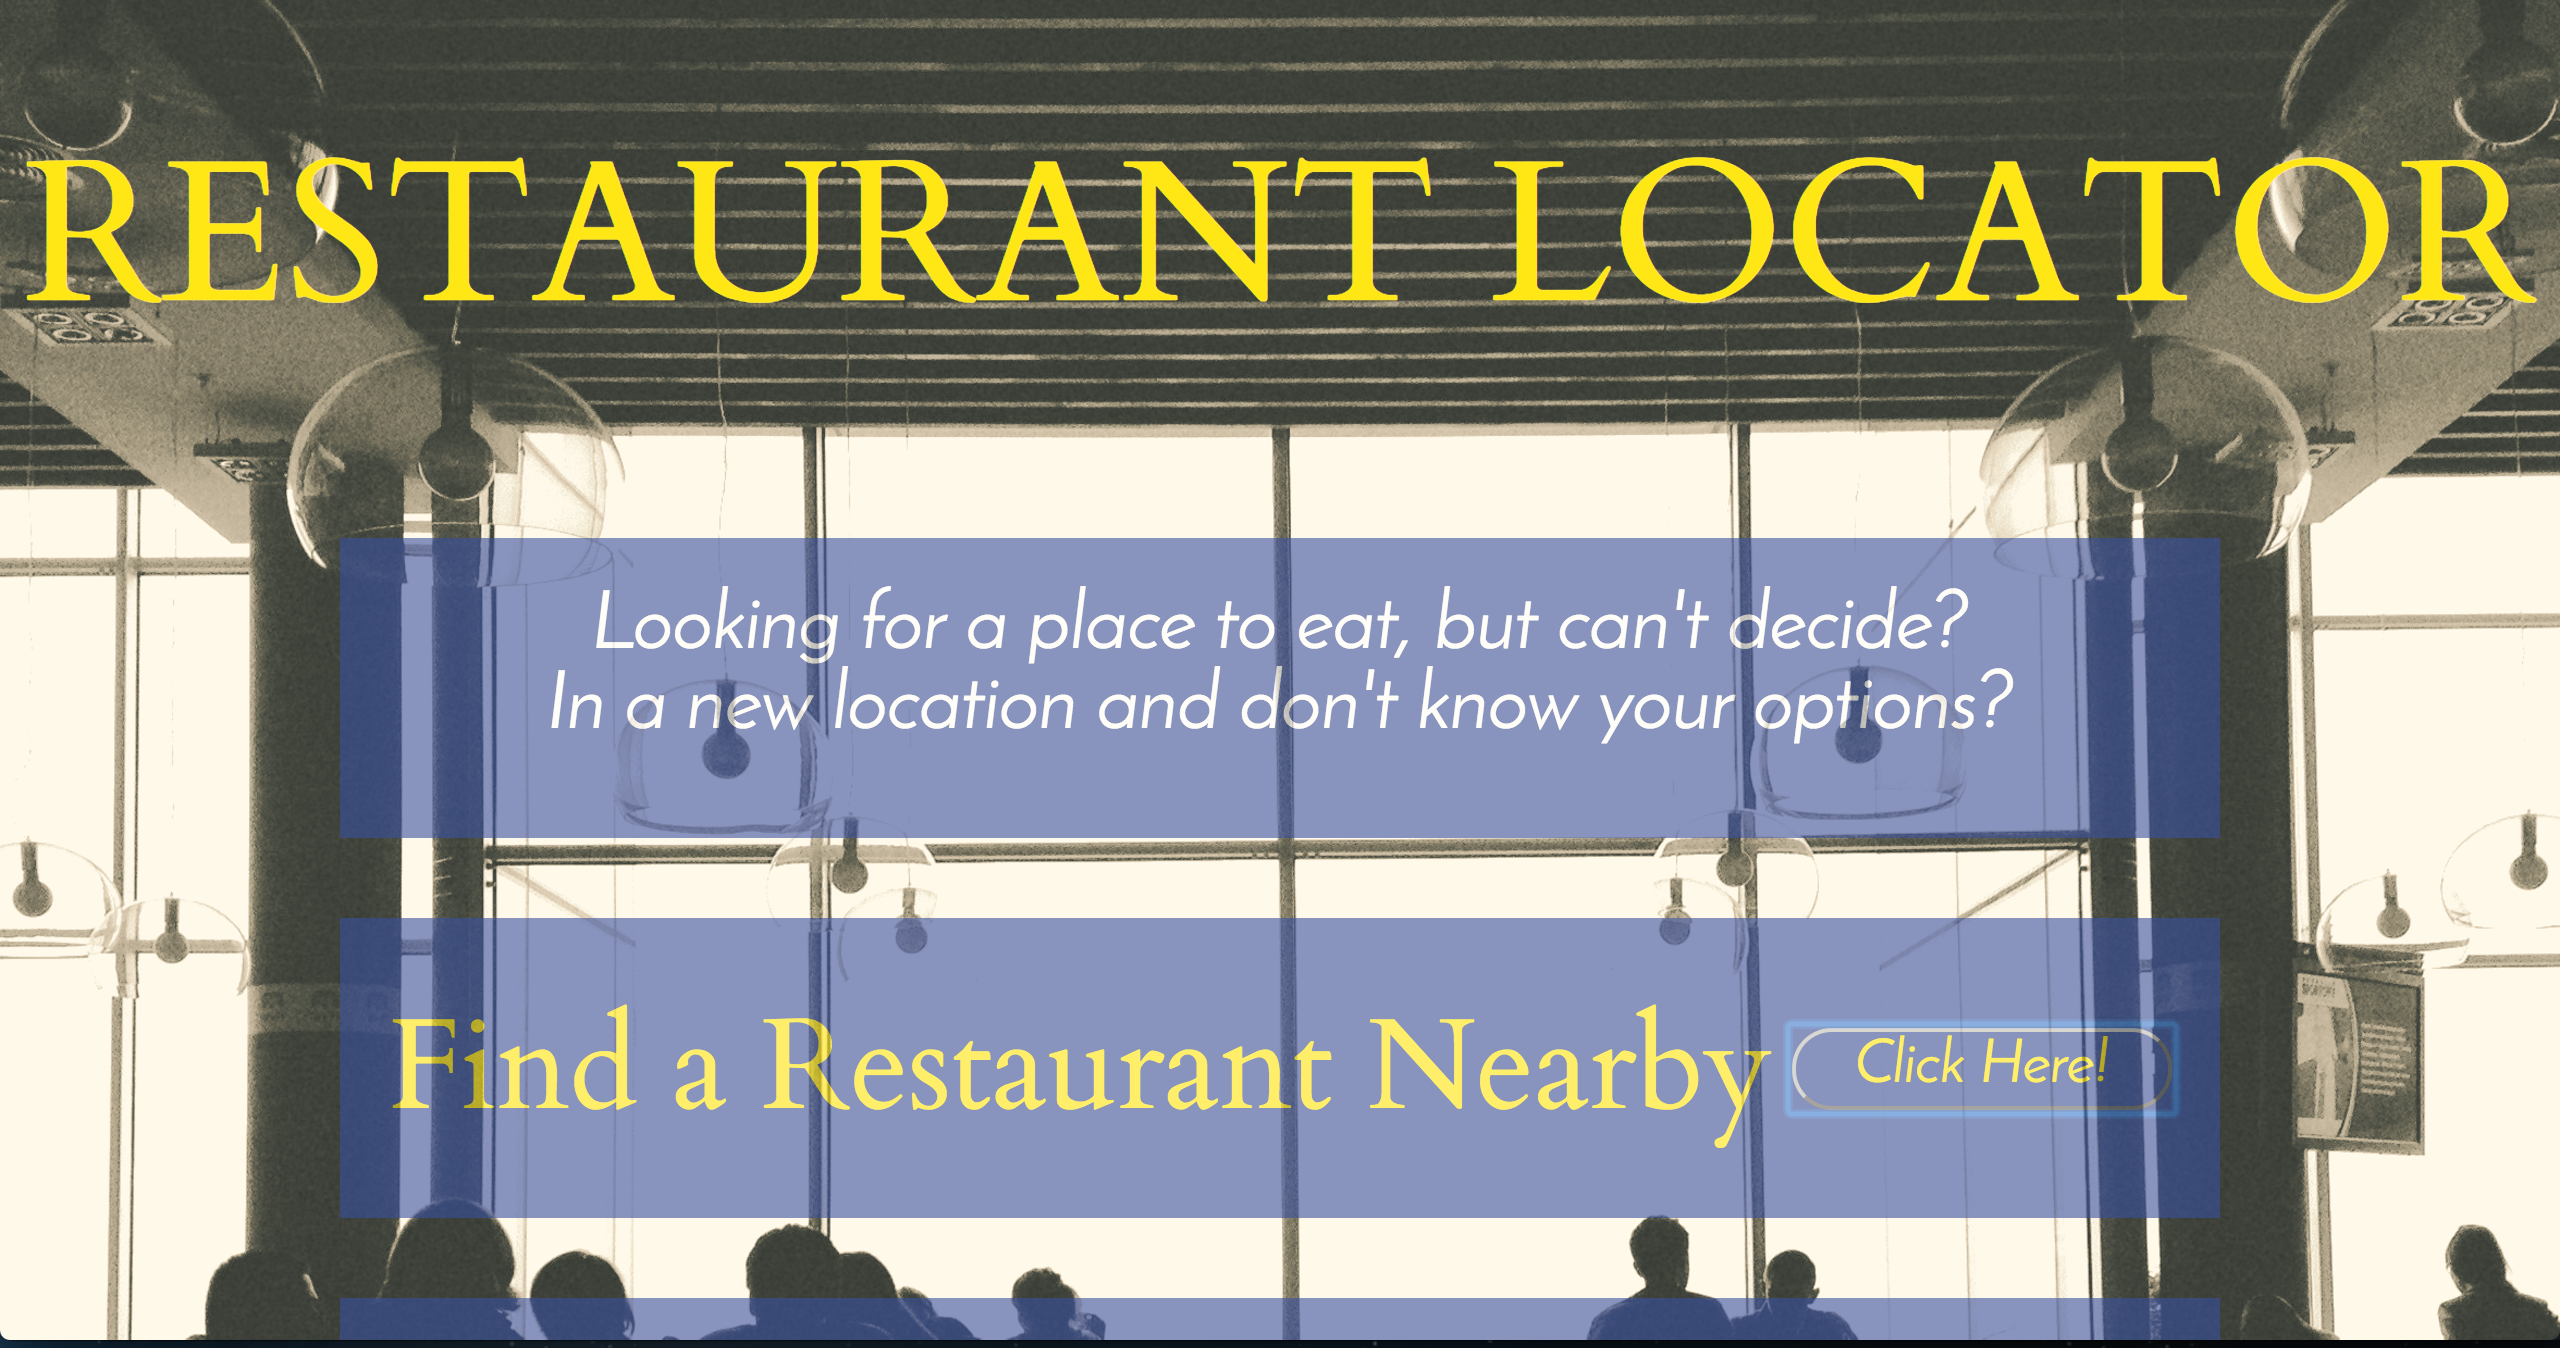 RESTAURANT LOCATOR
Looking for a place to eat, but can't decide?
In a new location and don't know your options?
Find a Restaurant Nearby Click Here!